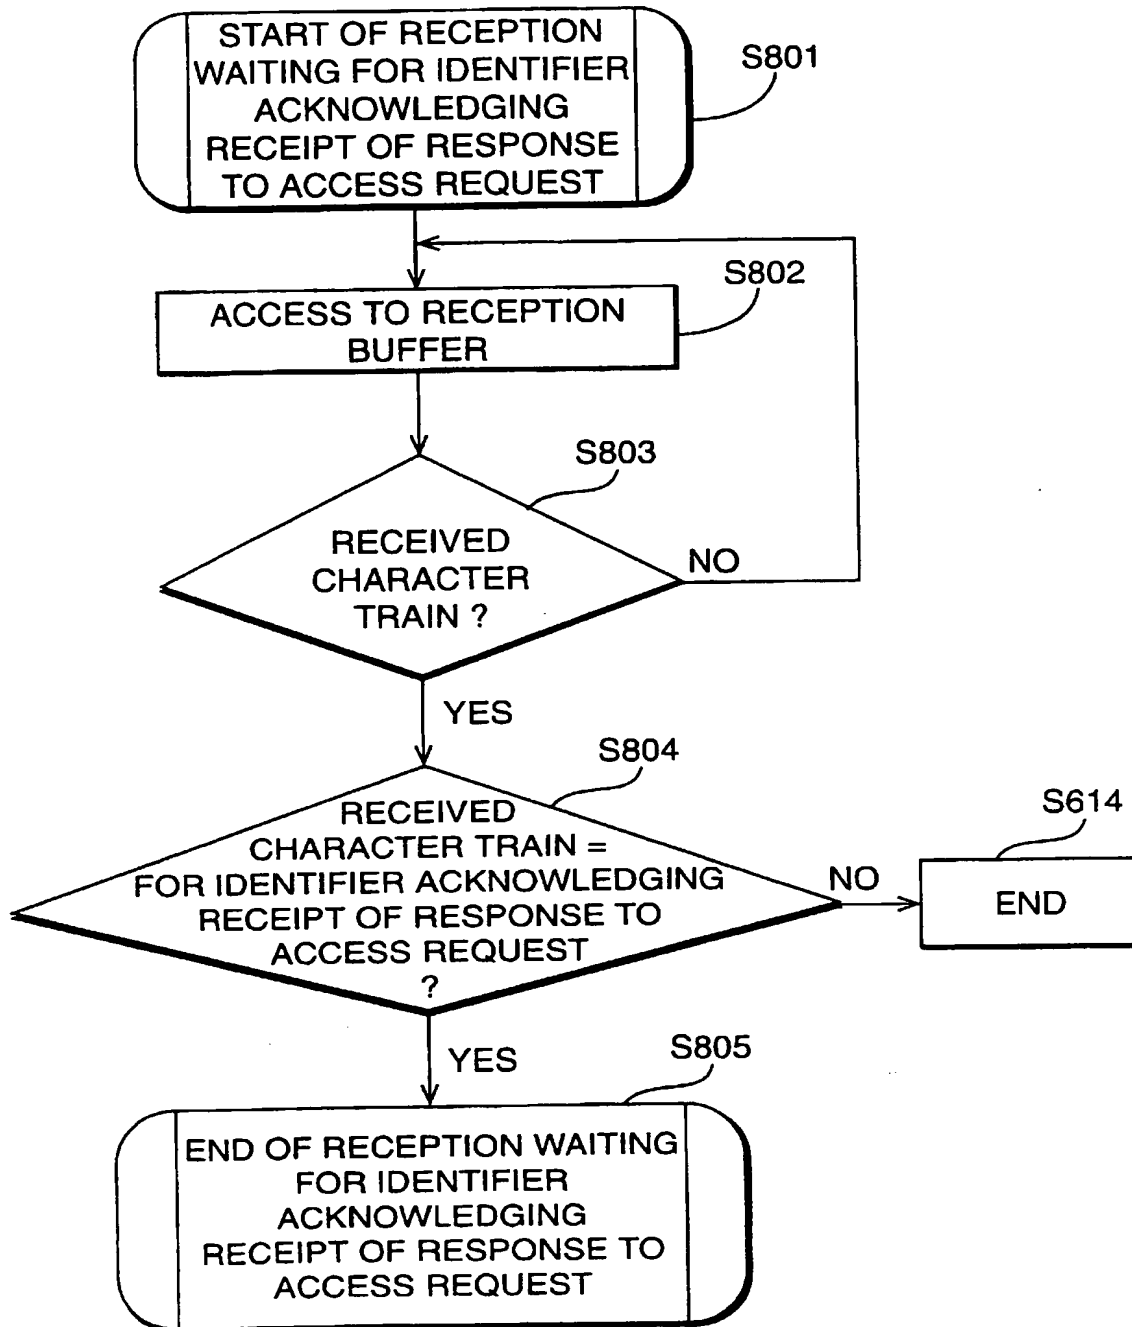 START OF RECEPTION
WAITING FOR IDENTIFIER
ACKNOWLEDGING
RECEIPT OF RESPONSE
TO ACCESS REQUEST
S801
S802
ACCESS TO RECEPTION
BUFFER
S803
RECEIVED
CHARACTER
TRAIN ?
NO
YES
S804
RECEIVED
CHARACTER TRAIN =
FOR IDENTIFIER ACKNOWLEDGING
RECEIPT OF RESPONSE TO
ACCESS REQUEST
?
NO
S614
END
YES
S805
END OF RECEPTION WAITING
FOR IDENTIFIER
ACKNOWLEDGING
RECEIPT OF RESPONSE TO
ACCESS REQUEST